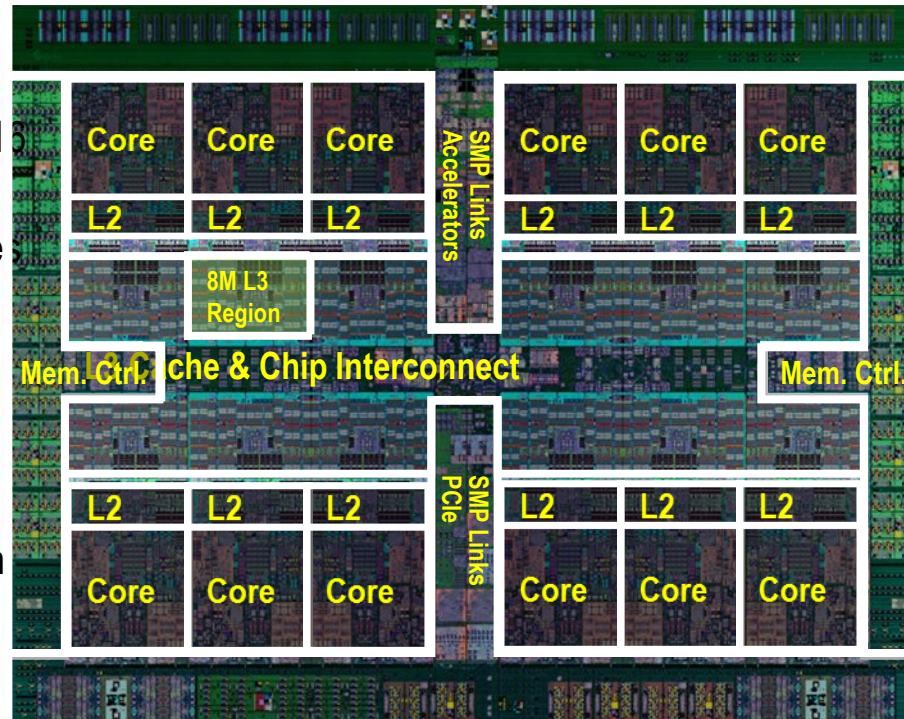 Core Core Core
Core Core Core
L2 L2 L2
L2 L2 L2
SMP Links
Accelerators
8M L3
Region
Mem. Ctrl.
L3 Cache & Chip Interconnect
Mem. Ctrl.
L2 L2 L2
L2 L2 L2
SMP Links
PCIe
Core Core Core
Core Core Core